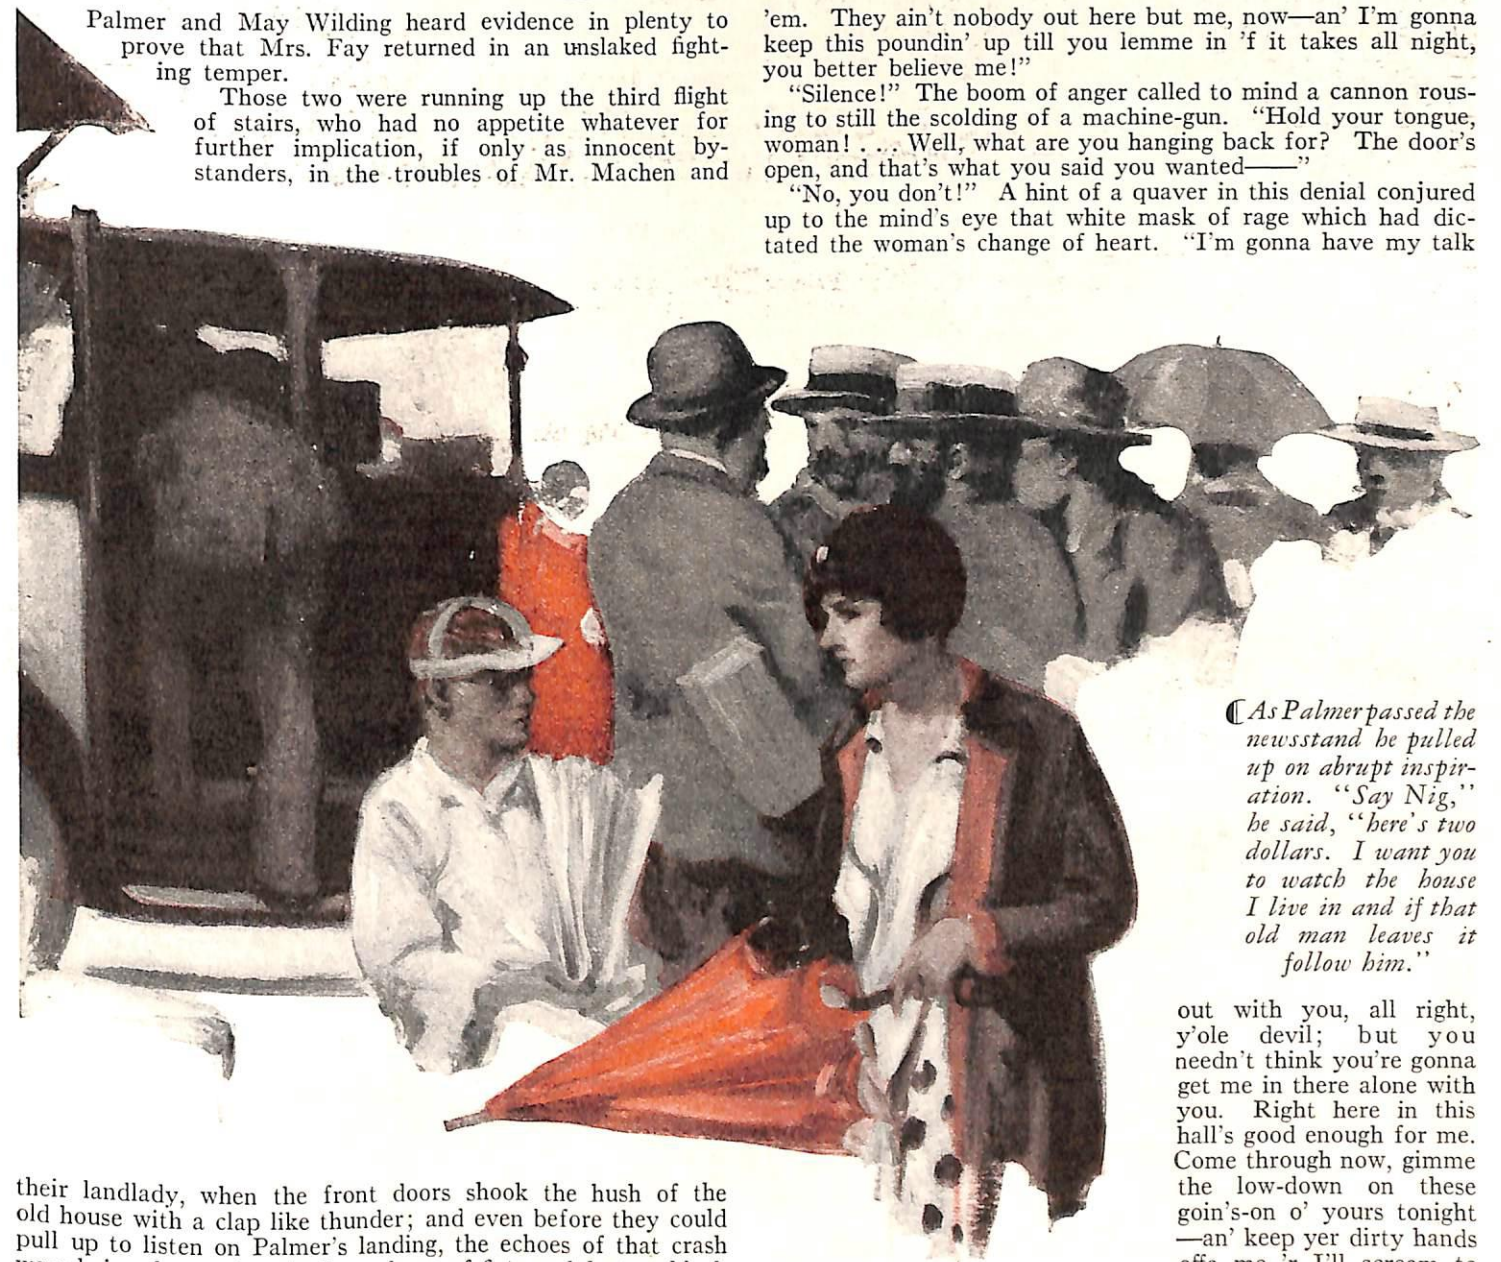 Palmer and May Wilding heard evidence in plenty to
prove that Mrs. Fay returned in an unslaked fight-
ing temper.
Those two were running up the third flight
of stairs, who had no appetite whatever for
further implication, if only as innocent by-
standers, in the troubles of Mr. Machen and
their landlady, when the front doors shook the hush of the
old house with a clap like thunder; and even before they could
pull up to listen on Palmer's landing, the echoes of that crash
'em. They ain't nobody out here but me, now—an' I'm gonna
keep this poundin' up till you lemme in 'f it takes all night,
you better believe me!”
“Silence!” The boom of anger called to mind a cannon rous-
ing to still the scolding of a machine-gun. “Hold your tongue,
woman! . . . Well, what are you hanging back for? The door's
open, and that's what you said you wanted——”
“No, you don't!” A hint of a quaver in this denial conjured
up to the mind's eye that white mask of rage which had dic-
tated the woman's change of heart. “I'm gonna have my talk
As Palmer passed the
newsstand he pulled
up on abrupt inspir-
ation. “Say Nig,”
he said, “here's two
dollars. I want you
to watch the house
I live in and if that
old man leaves it
follow him.”
out with you, all right,
y'ole devil; but you
needn't think you're gonna
get me in there alone with
you. Right here in this
hall's good enough for me.
Come through now, gimme
the low-down on these
goin's-on o' yours tonight
—an' keep yer dirty hands